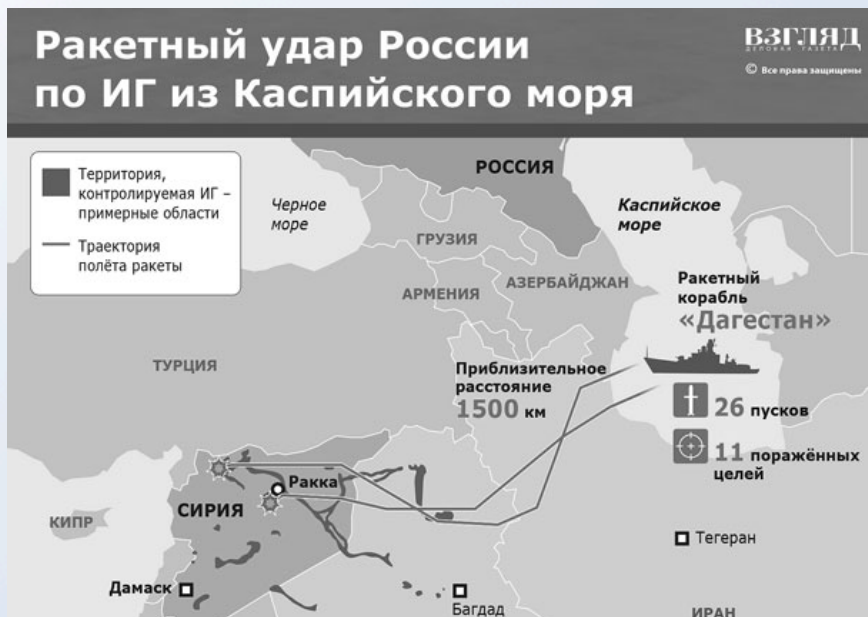 Ракетный удар России
по ИГ из Каспийского моря
ВЗГЛЯД
ДЕЛОВАЯ ГАЗЕТА
© Все права защищены
Территория,
контролируемая ИГ –
примерные области
Траектория
полёта ракеты
Черное
море
РОССИЯ
Каспийское
море
ГРУЗИЯ
АРМЕНИЯ
АЗЕРБАЙДЖАН
Ракетный
корабль
«Дагестан»
ТУРЦИЯ
Приблизительное
расстояние
1500 км
26 пусков
11 поражённых
целей
Ракка
СИРИЯ
КИПР
Тегеран
Дамаск
Багдад
ИРАН